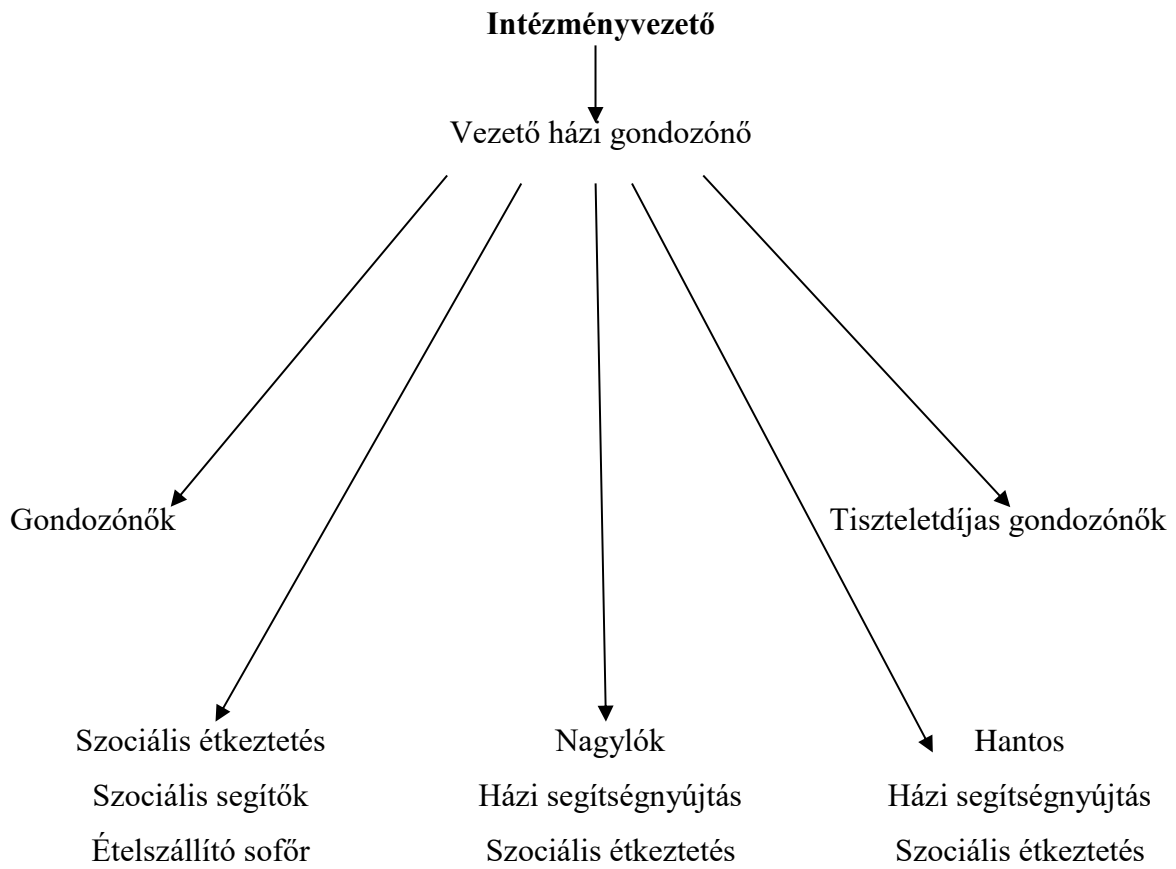 Intézményvezető
Vezető házi gondozónő
Gondozónők
Tiszteletdíjas gondozónők
Szociális étkeztetés
Szociális segítők
Ételszállító sofőr
Nagylók
Házi segítségnyújtás
Szociális étkeztetés
Hantos
Házi segítségnyújtás
Szociális étkeztetés